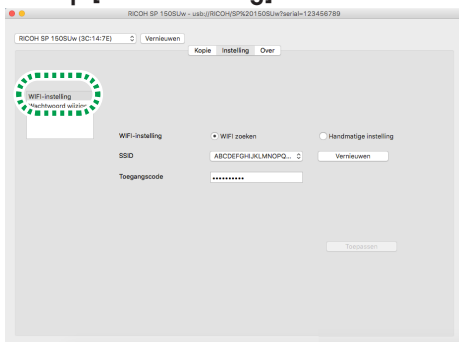 RICOH SP 150SUw - usb://RICOH/SP%20150SUw?serial=123456789
RICOH SP 150SUw (3C:14:7E) Vernieuwen
Kopie Instelling Over
WIFI-instelling
Wachtwoord wijzigen
WIFI-instelling WIFI zoeken Handmatige instelling
SSID ABCDEFGHIJKLMNOPQ... Vernieuwen
Toegangscode ••••••••••
Toepassen